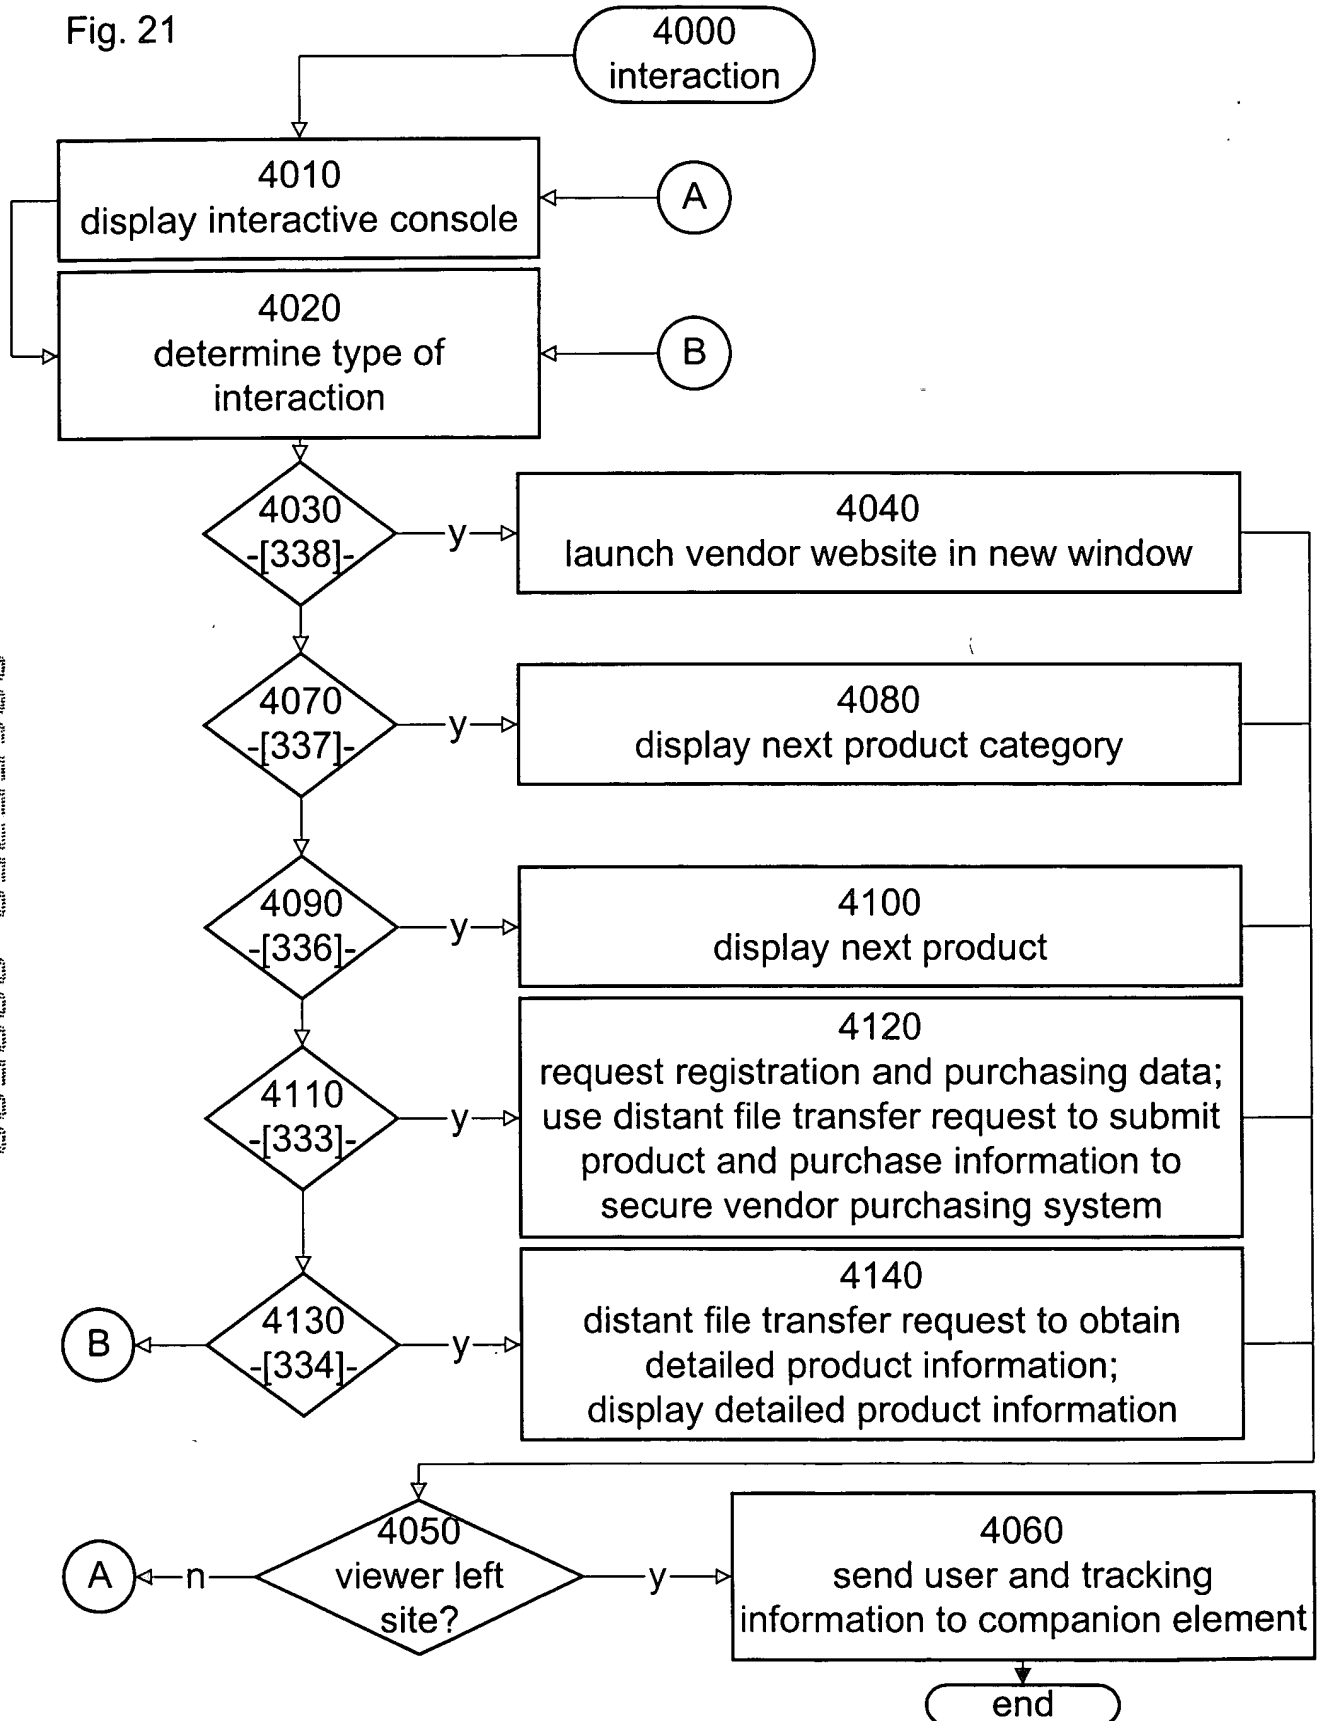 Fig. 21
4000
interaction
4010
display interactive console
A
4020
determine type of
interaction
B
4030
-[338]-
y
4040
launch vendor website in new window
4070
-[337]-
y
4080
display next product category
4090
-[336]-
y
4100
display next product
4110
-[333]-
y
4120
request registration and purchasing data;
use distant file transfer request to submit
product and purchase information to
secure vendor purchasing system
B
4130
-[334]-
y
4140
distant file transfer request to obtain
detailed product information;
display detailed product information
A
n
4050
viewer left
site?
y
4060
send user and tracking
information to companion element
end